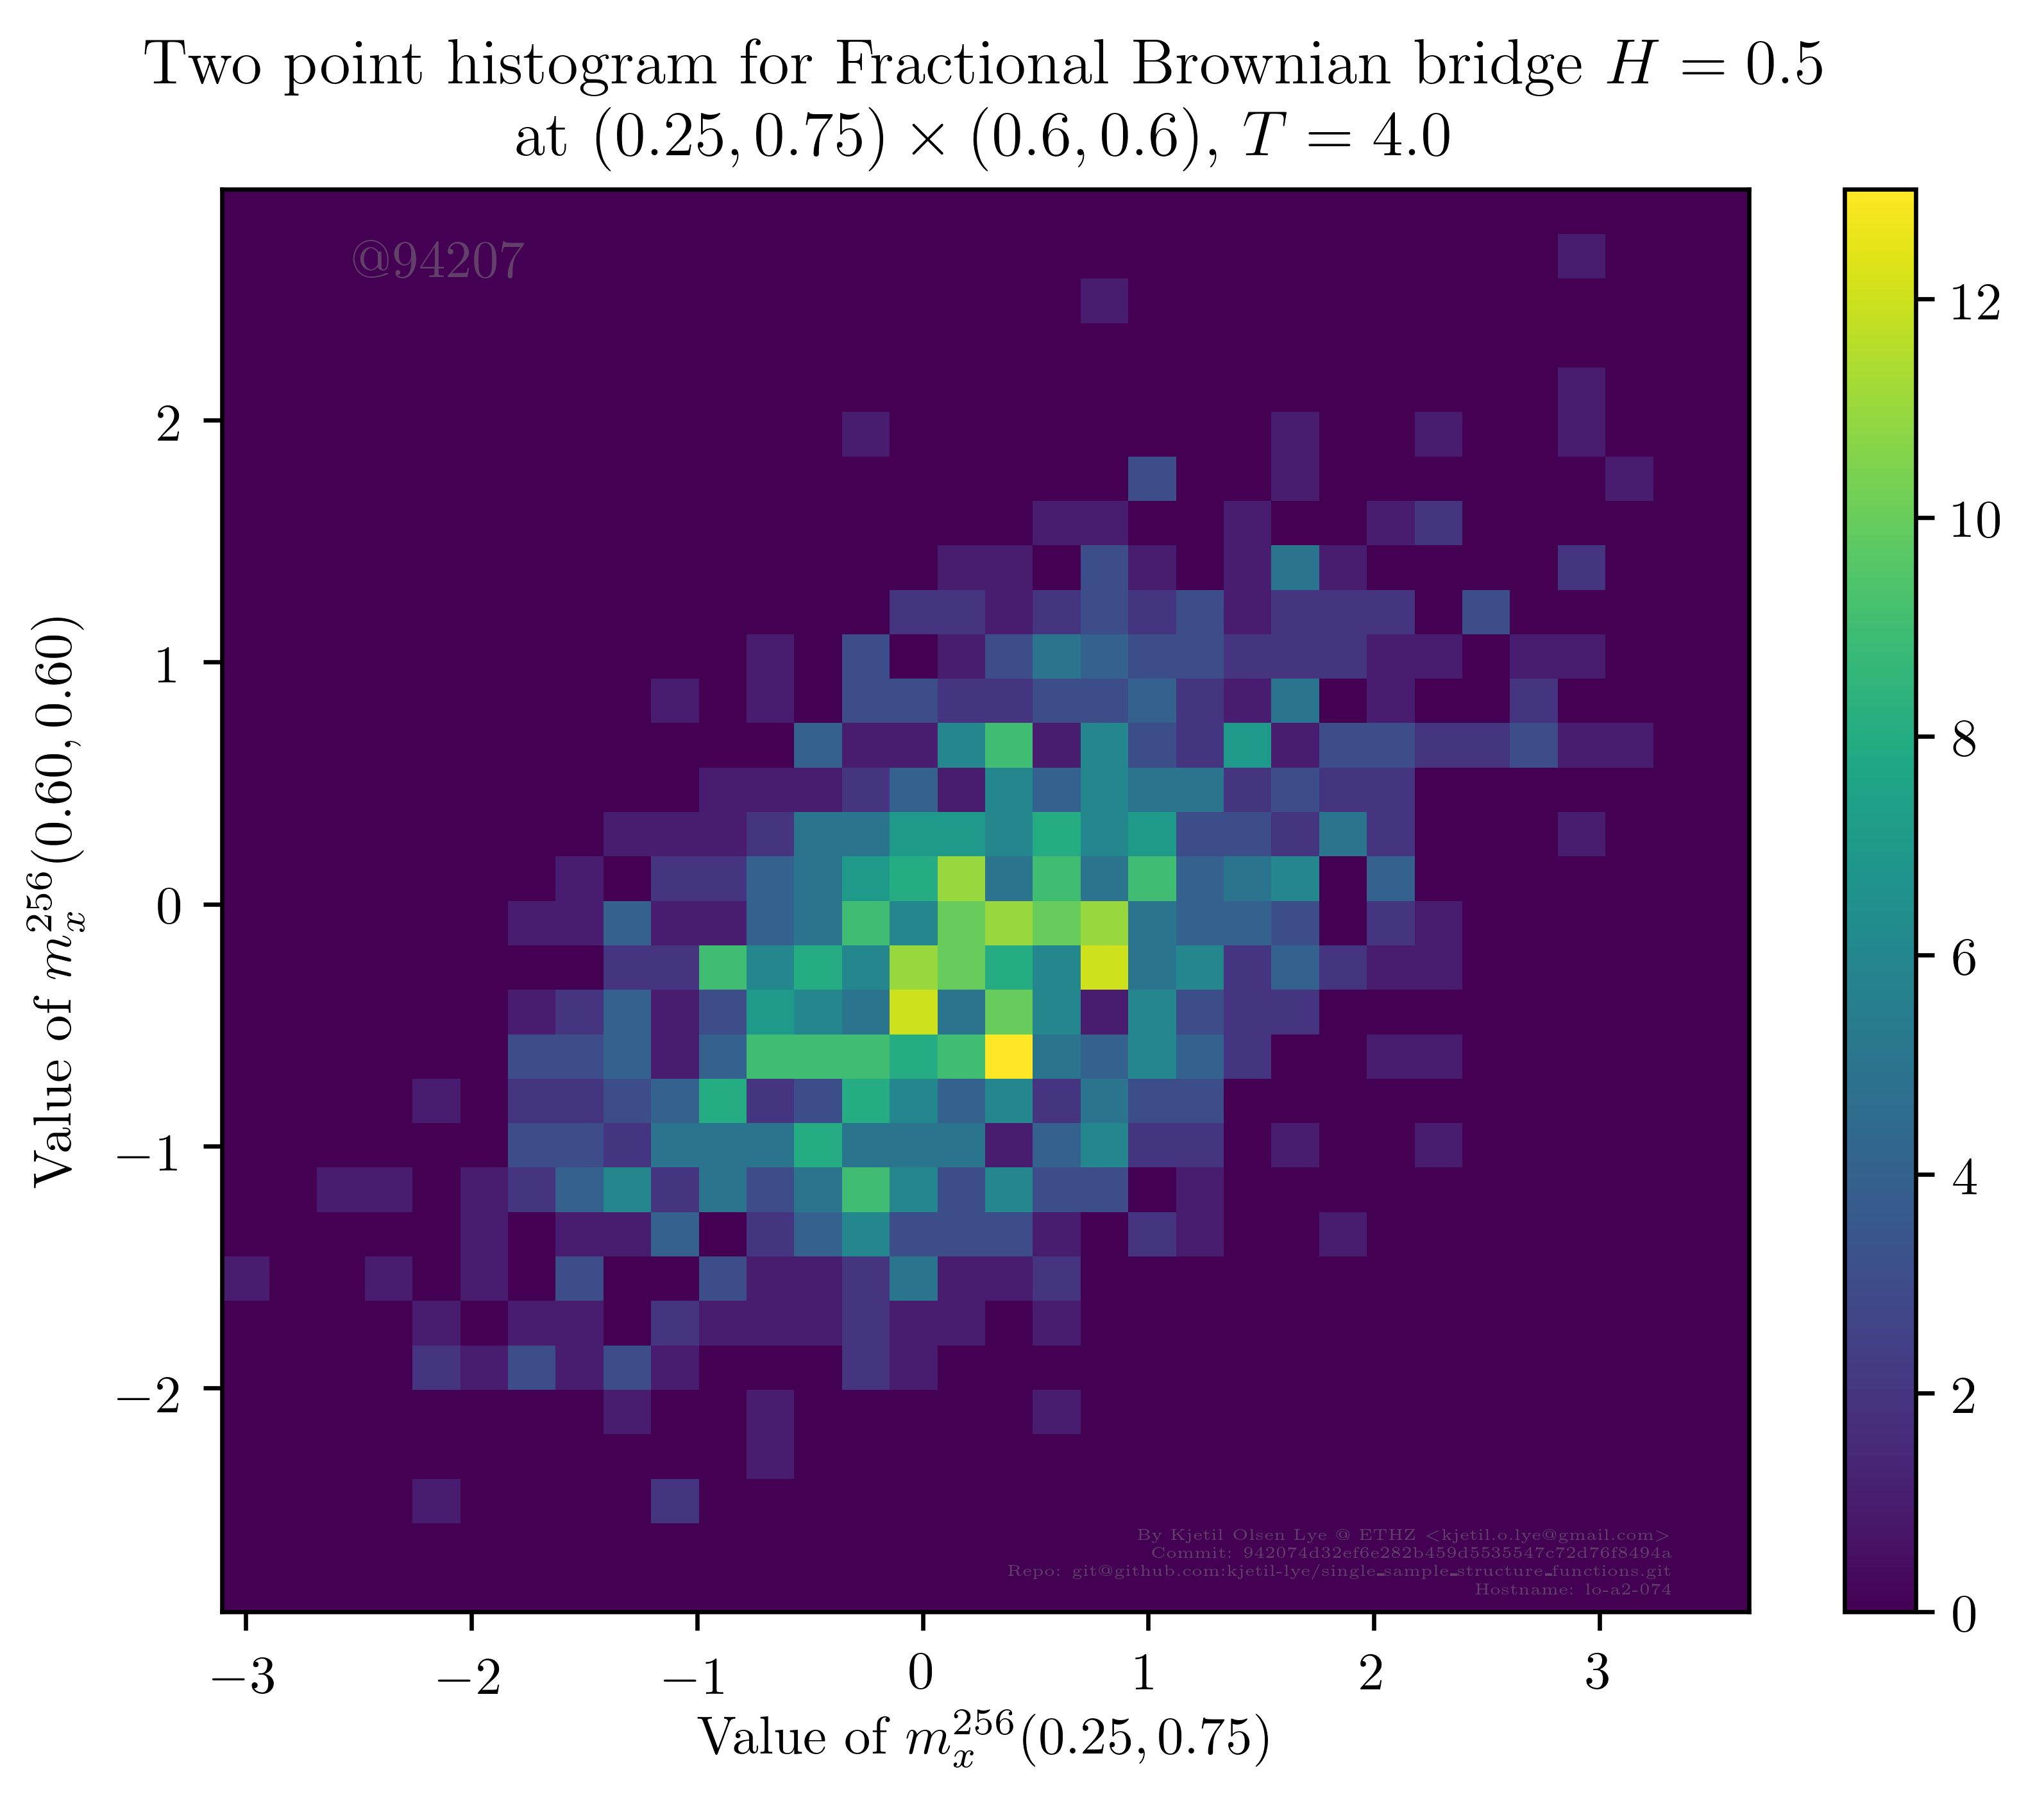 Two point histogram for Fractional Brownian bridge H = 0.5
at (0.25, 0.75) × (0.6, 0.6), T = 4.0
@94207
12
10
8
6
4
2
0
2
1
0
−1
−2
Value of m_x^256(0.60, 0.60)
By Kjetil Olsen Lye @ ETHZ <kjetil.o.lye@gmail.com>
Commit: 942074d32ef6e282b459d5535547c72d76f8494a
Repo: git@github.com:kjetil-lye/single_sample_structure_functions.git
Hostname: lo-a2-074
−3 −2 −1 0 1 2 3
Value of m_x^256(0.25, 0.75)